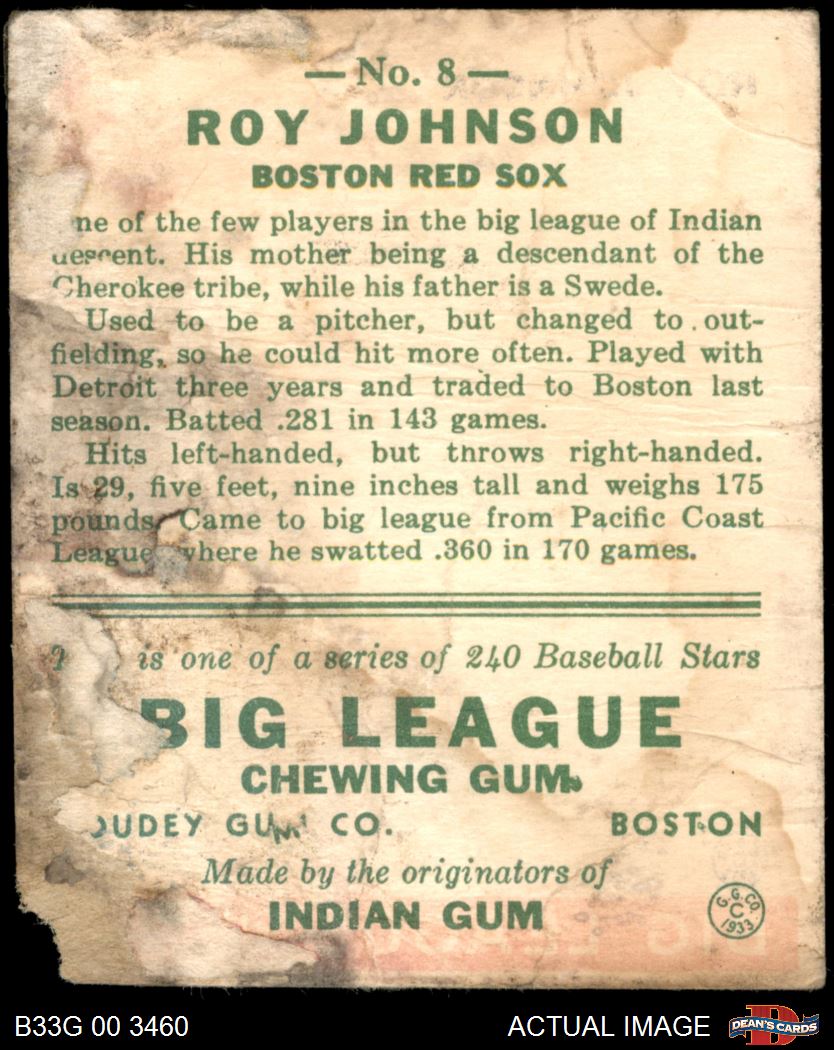 — No. 8 —
ROY JOHNSON
BOSTON RED SOX
ne of the few players in the big league of Indian
descent. His mother being a descendant of the
Cherokee tribe, while his father is a Swede.
Used to be a pitcher, but changed to out-
fielding, so he could hit more often. Played with
Detroit three years and traded to Boston last
season. Batted .281 in 143 games.
Hits left-handed, but throws right-handed.
Is 29, five feet, nine inches tall and weighs 175
pounds. Came to big league from Pacific Coast
League where he swatted .360 in 170 games.
is one of a series of 240 Baseball Stars
BIG LEAGUE
CHEWING GUM
OUDEY GUM CO. BOSTON
Made by the originators of
INDIAN GUM
G. G. CO.
C
1933
B33G 00 3460 ACTUAL IMAGE D DEAN'S CARDS